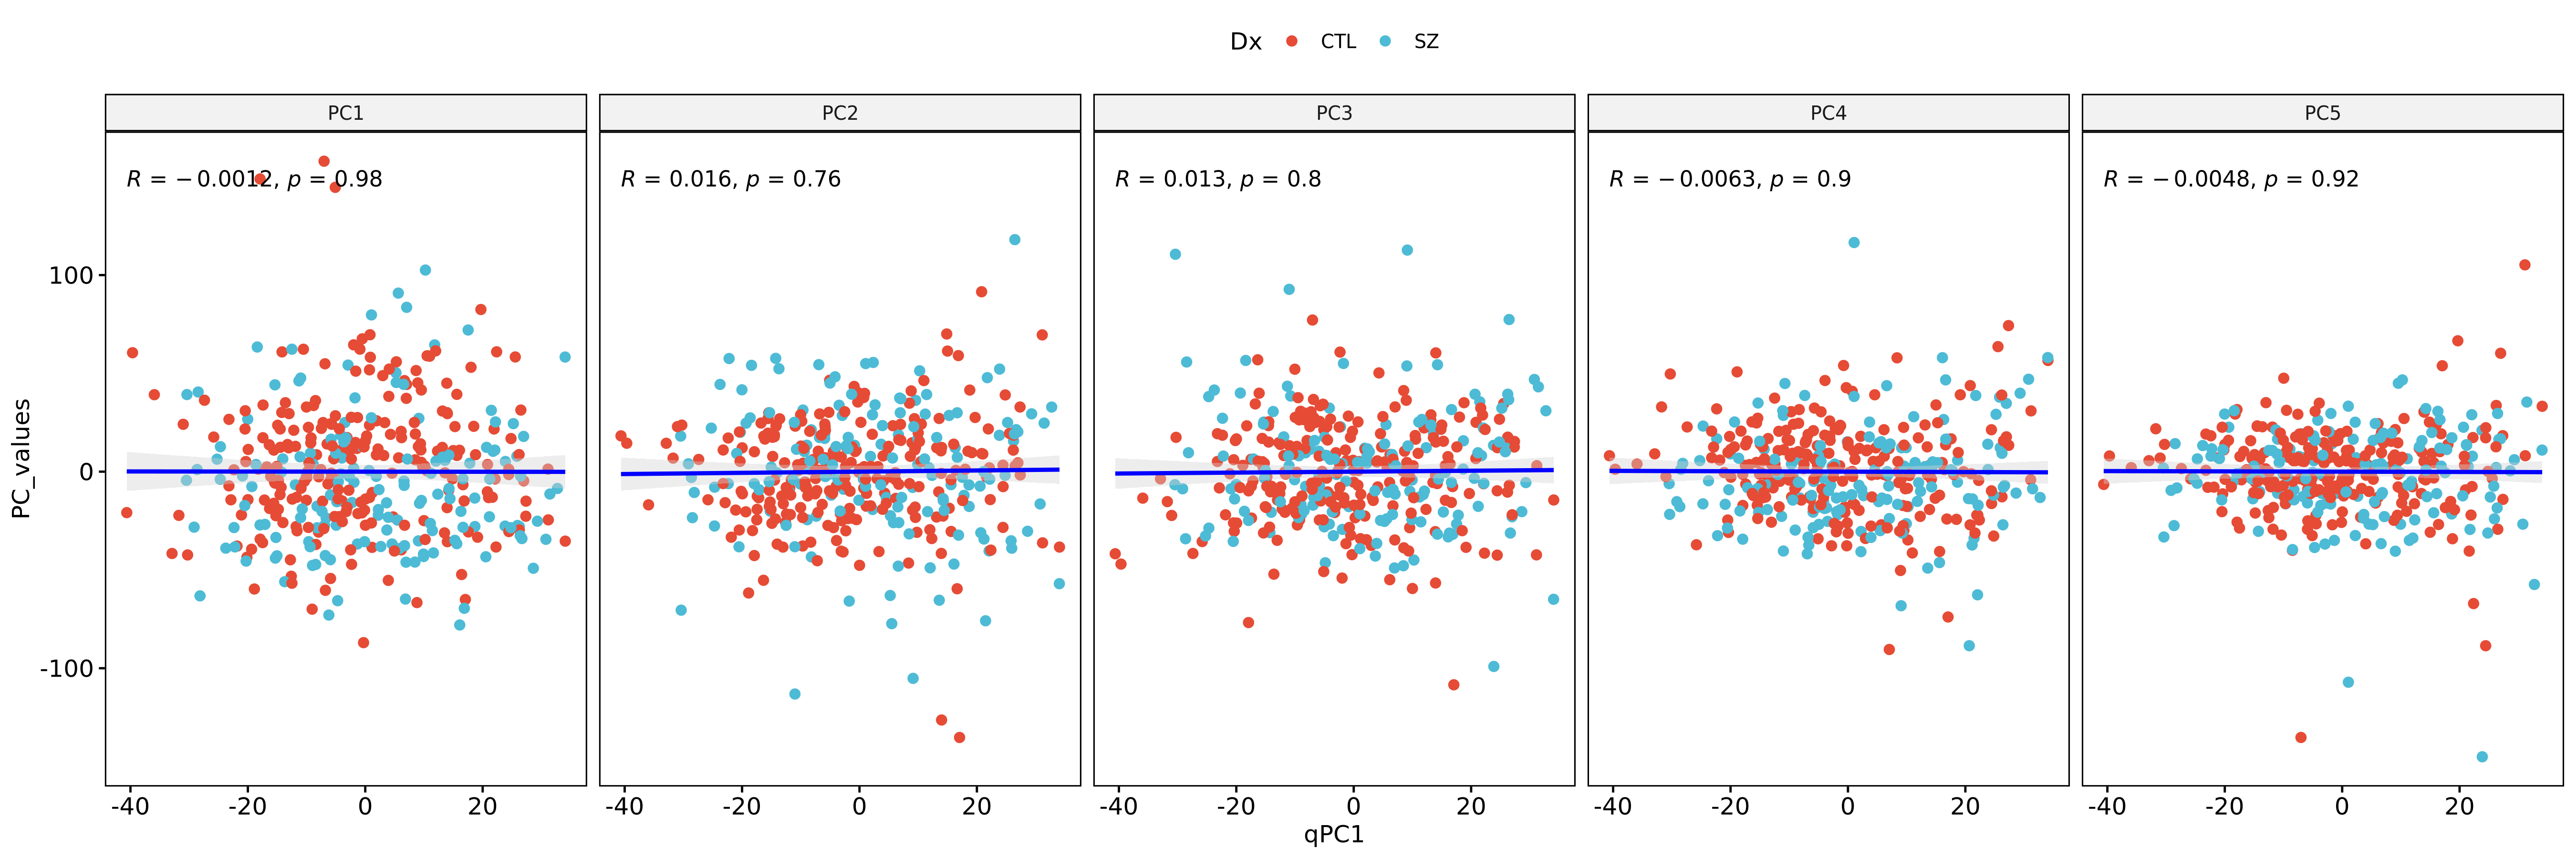 Dx CTL SZ
PC1 PC2 PC3 PC4 PC5
R = −0.0012, p = 0.98
R = 0.016, p = 0.76
R = 0.013, p = 0.8
R = −0.0063, p = 0.9
R = −0.0048, p = 0.92
PC_values
100
0
-100
-40 -20 0 20
-40 -20 0 20
-40 -20 0 20
-40 -20 0 20
-40 -20 0 20
qPC1